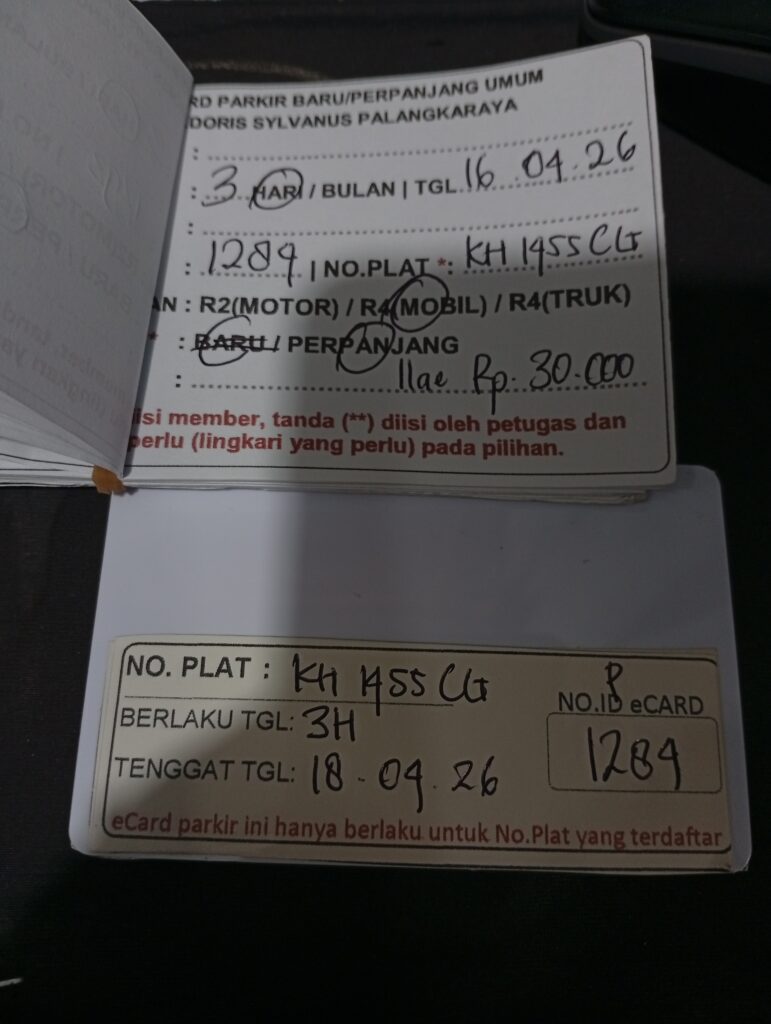 RD PARKIR BARU/PERPANJANG UMUM
DORIS SYLVANUS PALANGKARAYA
:
: 3 HARI / BULAN | TGL. 16 . 04 . 26
:
: 1289 | NO.PLAT *: KH 1455 CG
AN : R2(MOTOR) / R4(MOBIL) / R4(TRUK)
* : BARU / PERPANJANG
: Rp. 30.000
isi member, tanda (**) diisi oleh petugas dan
perlu (lingkari yang perlu) pada pilihan.
NO. PLAT : KH 1455 CG
P
NO.ID eCARD
BERLAKU TGL: 3H
1289
TENGGAT TGL: 18 - 04 . 26
eCard parkir ini hanya berlaku untuk No.Plat yang terdaftar